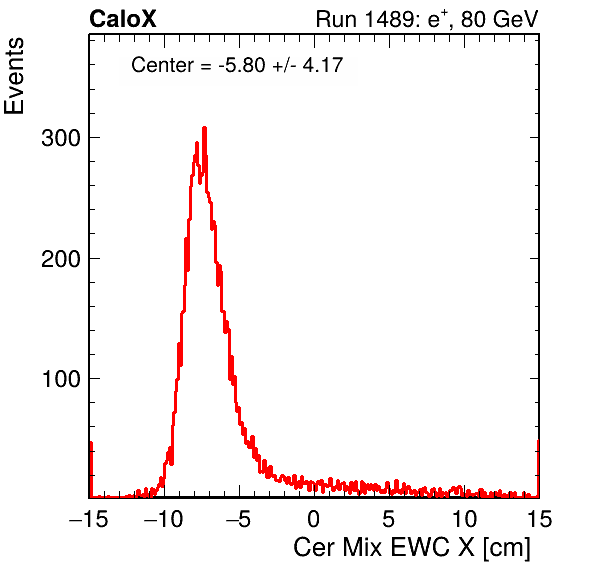 CaloX Run 1489: e⁺, 80 GeV
Center = -5.80 +/- 4.17
Events
300
200
100
−15 −10 −5 0 5 10 15
Cer Mix EWC X [cm]